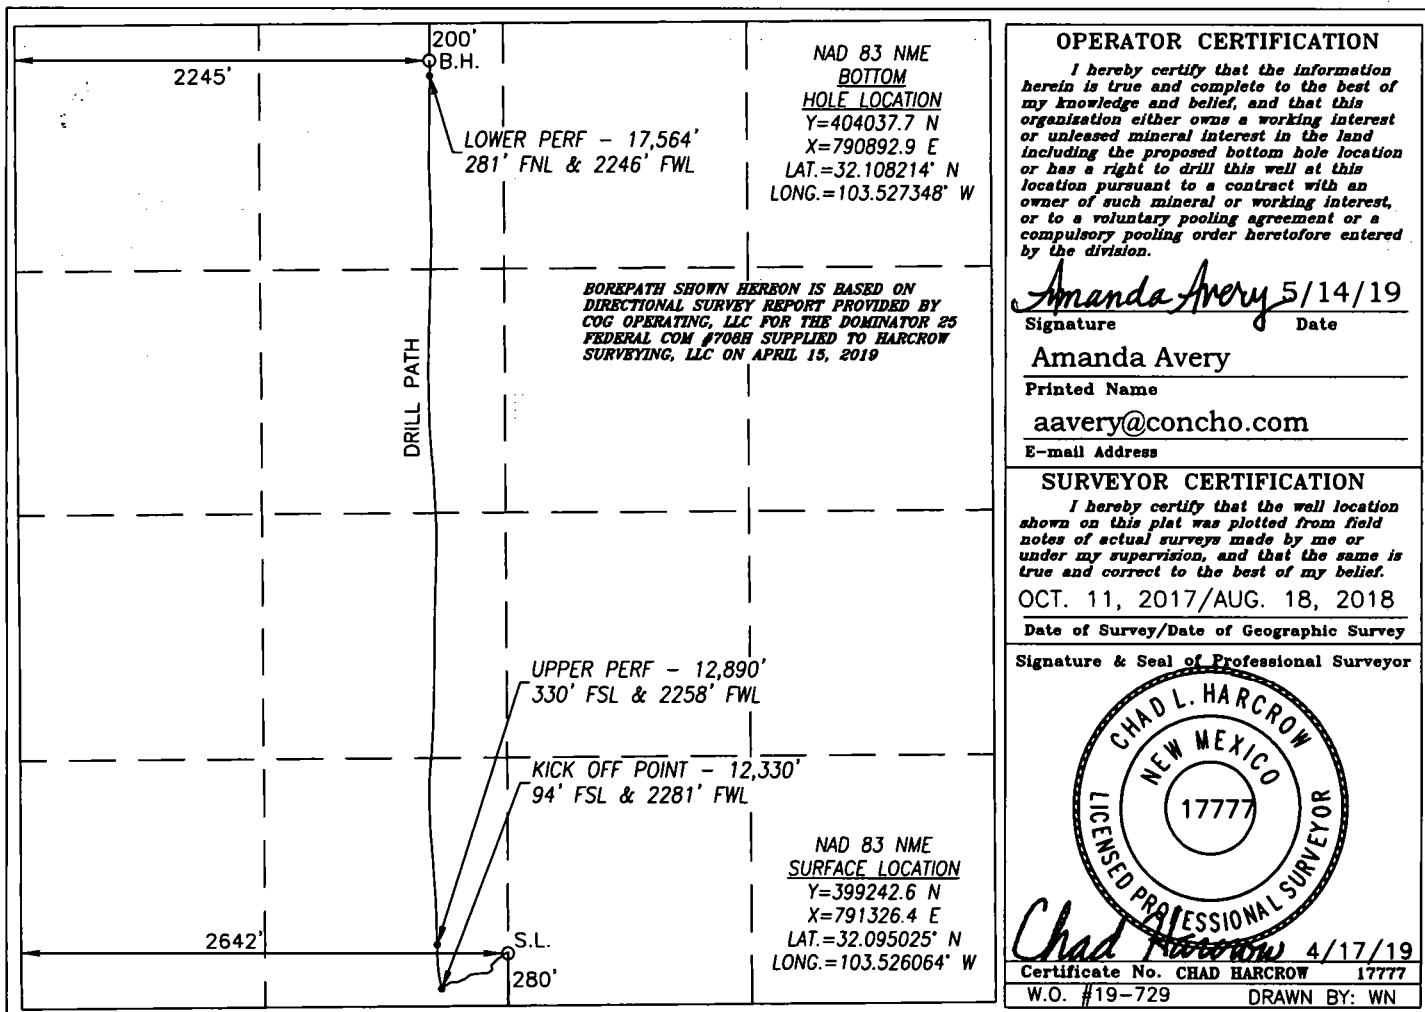 200'
B.H.
2245'
LOWER PERF - 17,564'
281' FNL & 2246' FWL
NAD 83 NME
BOTTOM
HOLE LOCATION
Y=404037.7 N
X=790892.9 E
LAT.=32.108214° N
LONG.=103.527348° W
BOREPATH SHOWN HEREON IS BASED ON
DIRECTIONAL SURVEY REPORT PROVIDED BY
COG OPERATING, LLC FOR THE DOMINATOR 25
FEDERAL COM #708H SUPPLIED TO HARCROW
SURVEYING, LLC ON APRIL 15, 2019
DRILL PATH
UPPER PERF - 12,890'
330' FSL & 2258' FWL
KICK OFF POINT - 12,330'
94' FSL & 2281' FWL
NAD 83 NME
SURFACE LOCATION
Y=399242.6 N
X=791326.4 E
LAT.=32.095025° N
LONG.=103.526064° W
2642'
S.L.
280'
OPERATOR CERTIFICATION
I hereby certify that the information
herein is true and complete to the best of
my knowledge and belief, and that this
organization either owns a working interest
or unleased mineral interest in the land
including the proposed bottom hole location
or has a right to drill this well at this
location pursuant to a contract with an
owner of such mineral or working interest,
or to a voluntary pooling agreement or a
compulsory pooling order heretofore entered
by the division.
Amanda Avery 5/14/19
Signature Date
Amanda Avery
Printed Name
aavery@concho.com
E-mail Address
SURVEYOR CERTIFICATION
I hereby certify that the well location
shown on this plat was plotted from field
notes of actual surveys made by me or
under my supervision, and that the same is
true and correct to the best of my belief.
OCT. 11, 2017/AUG. 18, 2018
Date of Survey/Date of Geographic Survey
Signature & Seal of Professional Surveyor
CHAD L. HARCROW
NEW MEXICO
17777
LICENSED PROFESSIONAL SURVEYOR
Chad Harcrow 4/17/19
Certificate No. CHAD HARCROW 17777
W.O. #19-729 DRAWN BY: WN